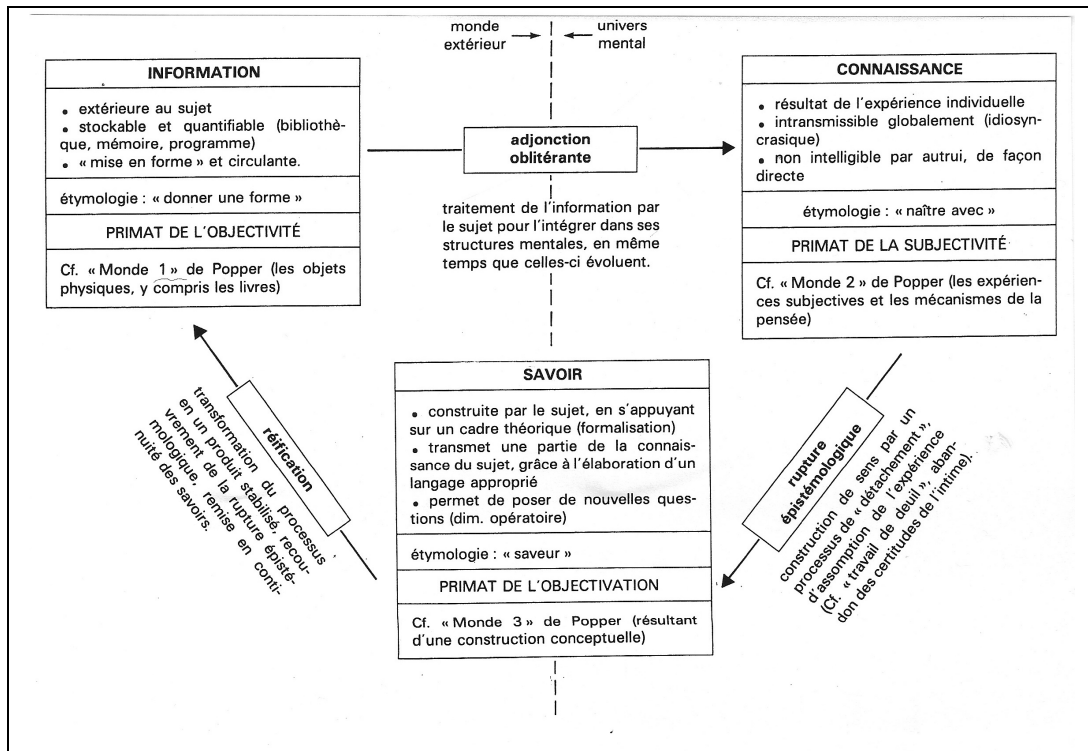 monde
extérieur
univers
mental
INFORMATION
• extérieure au sujet
• stockable et quantifiable (bibliothè-
que, mémoire, programme)
• « mise en forme » et circulante.
étymologie : « donner une forme »
PRIMAT DE L'OBJECTIVITÉ
Cf. « Monde 1 » de Popper (les objets
physiques, y compris les livres)
adjonction
oblitérante
traitement de l'information par
le sujet pour l'intégrer dans ses
structures mentales, en même
temps que celles-ci évoluent.
CONNAISSANCE
• résultat de l'expérience individuelle
• intransmissible globalement (idiosyn-
crasique)
• non intelligible par autrui, de façon
directe
étymologie : « naître avec »
PRIMAT DE LA SUBJECTIVITÉ
Cf. « Monde 2 » de Popper (les expérien-
ces subjectives et les mécanismes de la
pensée)
rupture
épistémologique
construction de sens par un
processus de « détachement »,
d'assomption de l'expérience
(Cf. « travail de deuil », aban-
don des certitudes de l'intime).
SAVOIR
• construite par le sujet, en s'appuyant
sur un cadre théorique (formalisation)
• transmet une partie de la connais-
sance du sujet, grâce à l'élaboration d'un
langage approprié
• permet de poser de nouvelles ques-
tions (dim. opératoire)
étymologie : « saveur »
PRIMAT DE L'OBJECTIVATION
Cf. « Monde 3 » de Popper (résultant
d'une construction conceptuelle)
réification
transformation du processus
en un produit stabilisé, recou-
vrement de la rupture épisté-
mologique, remise en conti-
nuité des savoirs.